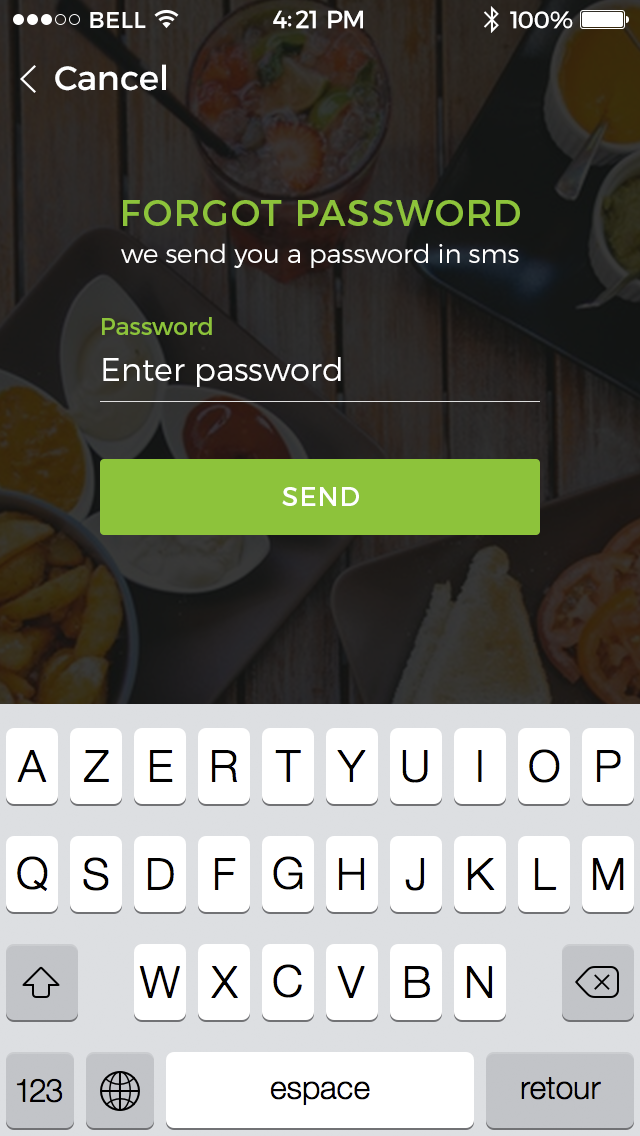 BELL 4:21 PM 100%
Cancel
FORGOT PASSWORD
we send you a password in sms
Password
Enter password
SEND
A Z E R T Y U I O P
Q S D F G H J K L M
W X C V B N
123 espace retour